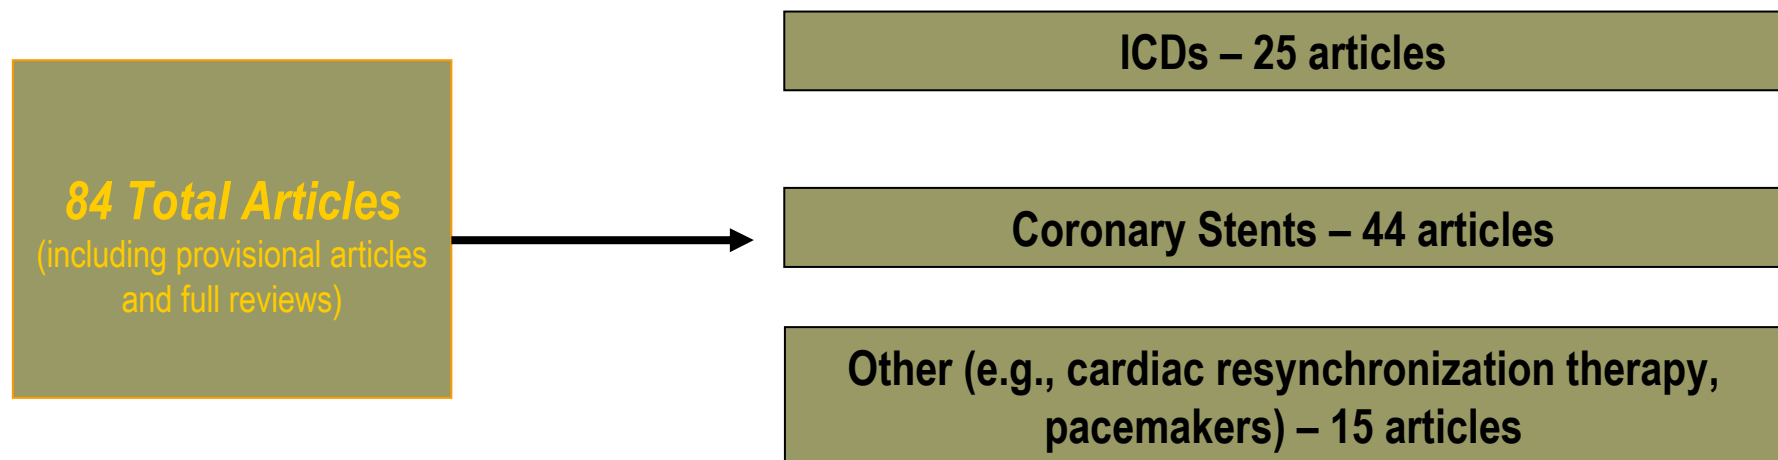 84 Total Articles
(including provisional articles
and full reviews)
ICDs – 25 articles
Coronary Stents – 44 articles
Other (e.g., cardiac resynchronization therapy,
pacemakers) – 15 articles